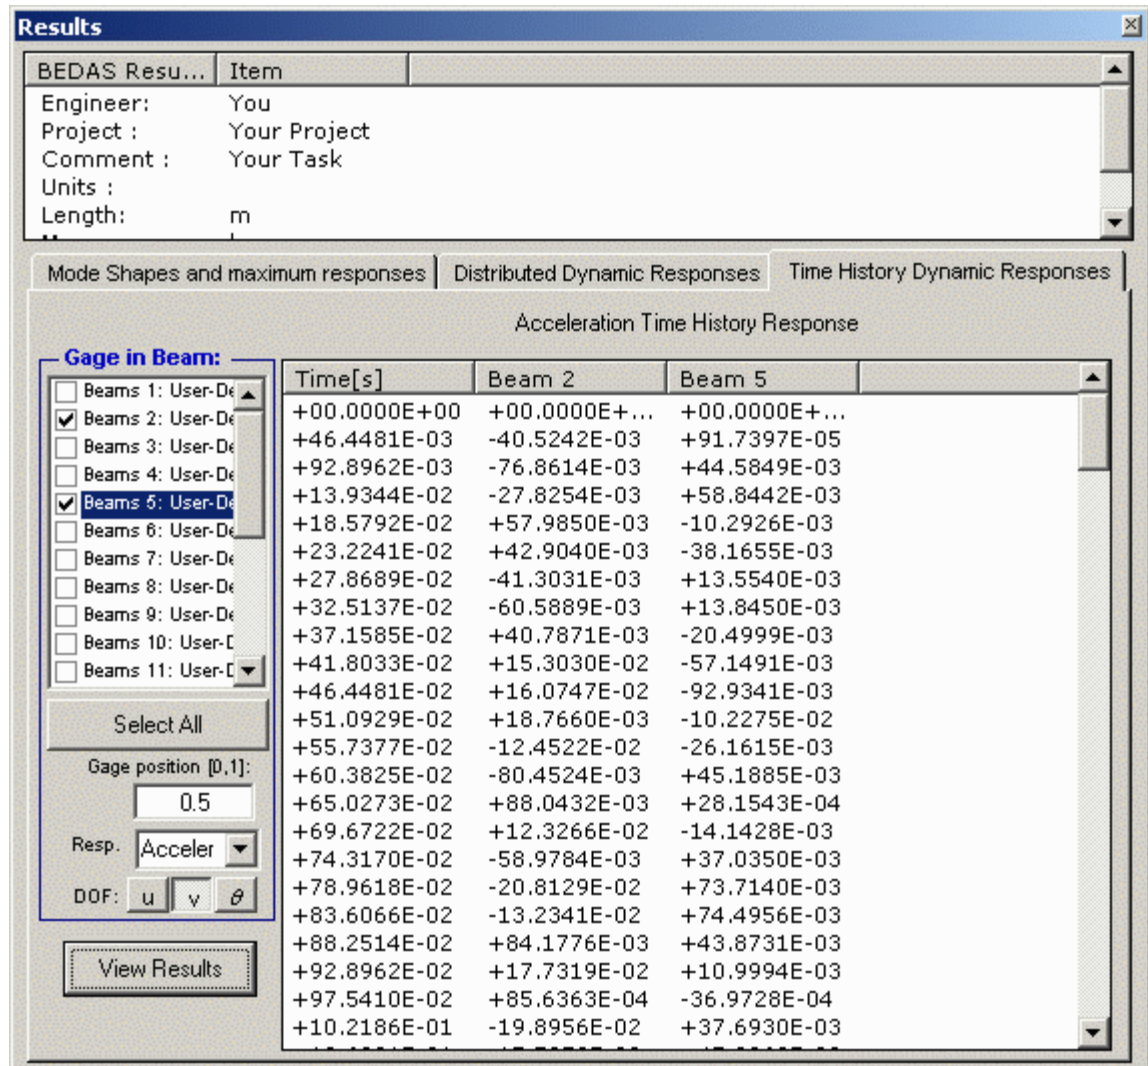 Results
BEDAS Resu... Item
Engineer: You
Project : Your Project
Comment : Your Task
Units :
Length: m
Mode Shapes and maximum responses Distributed Dynamic Responses Time History Dynamic Responses
Acceleration Time History Response
Gage in Beam:
Beams 1: User-De
Beams 2: User-De
Beams 3: User-De
Beams 4: User-De
Beams 5: User-De
Beams 6: User-De
Beams 7: User-De
Beams 8: User-De
Beams 9: User-De
Beams 10: User-D
Beams 11: User-D
Select All
Gage position [0,1]:
0.5
Resp. Acceler
DOF: u v θ
View Results
Time[s] Beam 2 Beam 5
+00.0000E+00 +00.0000E+... +00.0000E+...
+46.4481E-03 -40.5242E-03 +91.7397E-05
+92.8962E-03 -76.8614E-03 +44.5849E-03
+13.9344E-02 -27.8254E-03 +58.8442E-03
+18.5792E-02 +57.9850E-03 -10.2926E-03
+23.2241E-02 +42.9040E-03 -38.1655E-03
+27.8689E-02 -41.3031E-03 +13.5540E-03
+32.5137E-02 -60.5889E-03 +13.8450E-03
+37.1585E-02 +40.7871E-03 -20.4999E-03
+41.8033E-02 +15.3030E-02 -57.1491E-03
+46.4481E-02 +16.0747E-02 -92.9341E-03
+51.0929E-02 +18.7660E-03 -10.2275E-02
+55.7377E-02 -12.4522E-02 -26.1615E-03
+60.3825E-02 -80.4524E-03 +45.1885E-03
+65.0273E-02 +88.0432E-03 +28.1543E-04
+69.6722E-02 +12.3266E-02 -14.1428E-03
+74.3170E-02 -58.9784E-03 +37.0350E-03
+78.9618E-02 -20.8129E-02 +73.7140E-03
+83.6066E-02 -13.2341E-02 +74.4956E-03
+88.2514E-02 +84.1776E-03 +43.8731E-03
+92.8962E-02 +17.7319E-02 +10.9994E-03
+97.5410E-02 +85.6363E-04 -36.9728E-04
+10.2186E-01 -19.8956E-02 +37.6930E-03